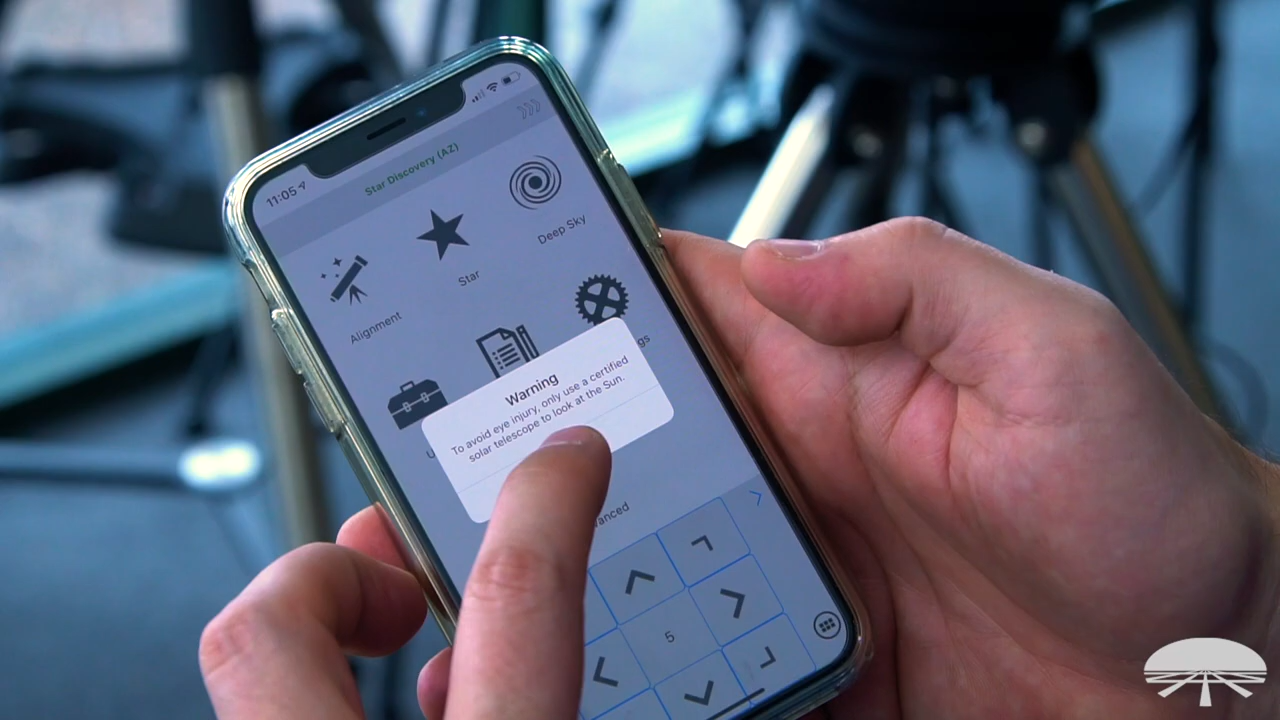 11:05
Star Discovery (AZ)
Alignment
Star
Deep Sky
Warning
To avoid eye injury, only use a certified
solar telescope to look at the Sun.
5